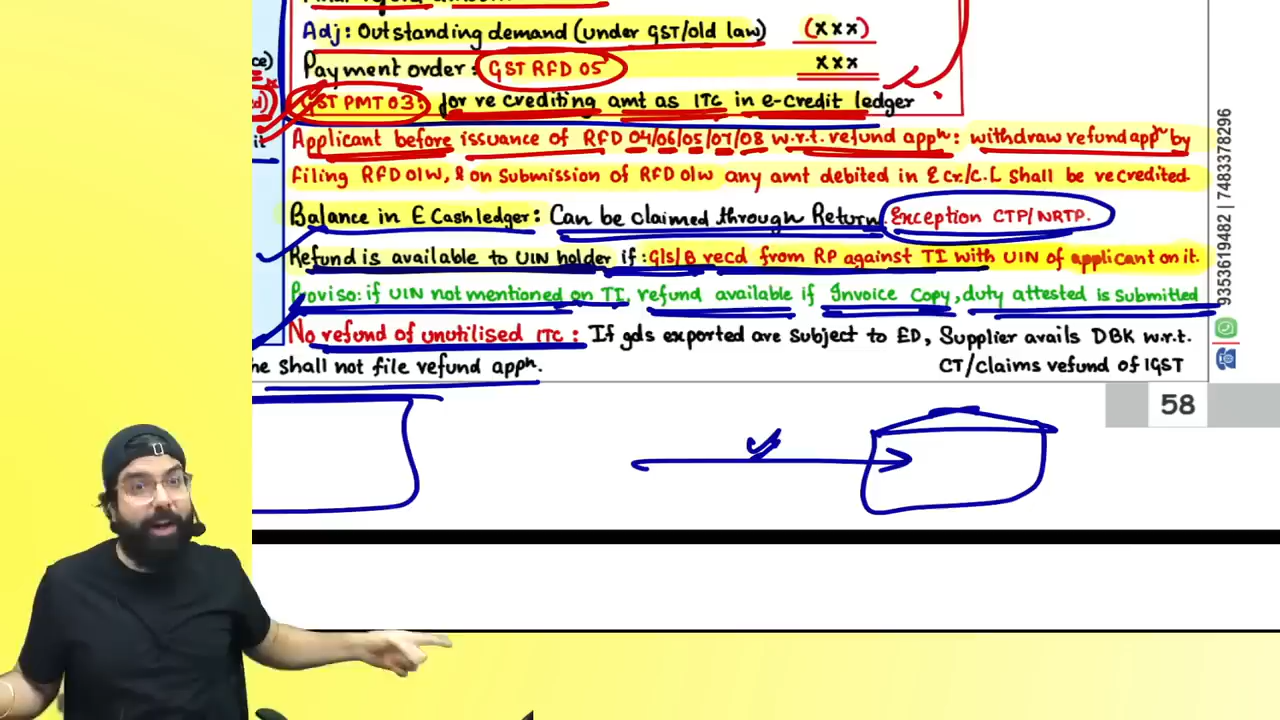 Adj: Outstanding demand (under GST/old law) (xxx)
Payment order: GST RFD 05 xxx
GST PMT 03: for re crediting amt as ITC in e-credit ledger
Applicant before issuance of RFD 04/06/05/07/08 w.r.t. refund appⁿ: withdraw refund appⁿ by
filing RFD 01W, & on submission of RFD 01W any amt debited in E Cr./C.L shall be recredited.
Balance in E Cash ledger: Can be claimed through Return. Exception CTP/NRTP.
Refund is available to UIN holder if: G/s/B recd from RP against TI with UIN of applicant on it.
Proviso: if UIN not mentioned on TI, refund available if Invoice Copy, duty attested is submitted
No refund of unutilised ITC: If gds exported are subject to ED, Supplier avails DBK w.r.t.
he shall not file refund appⁿ. CT/claims refund of IGST
58
9353619482 | 7483378296